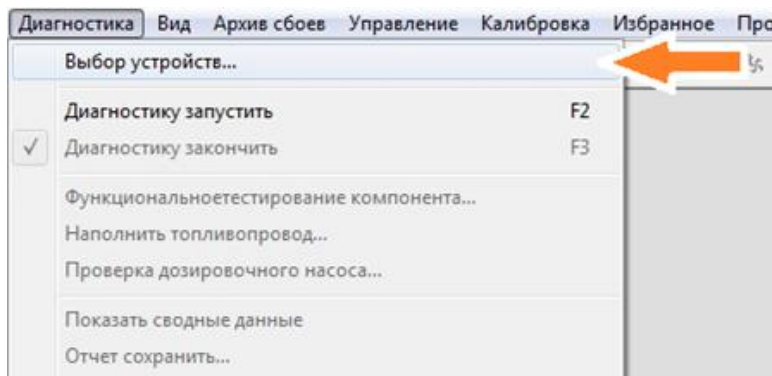 Диагностика Вид Архив сбоев Управление Калибровка Избранное Про
Выбор устройств...
Диагностику запустить F2
Диагностику закончить F3
Функциональноетестирование компонента...
Наполнить топливопровод...
Проверка дозировочного насоса...
Показать сводные данные
Отчет сохранить...